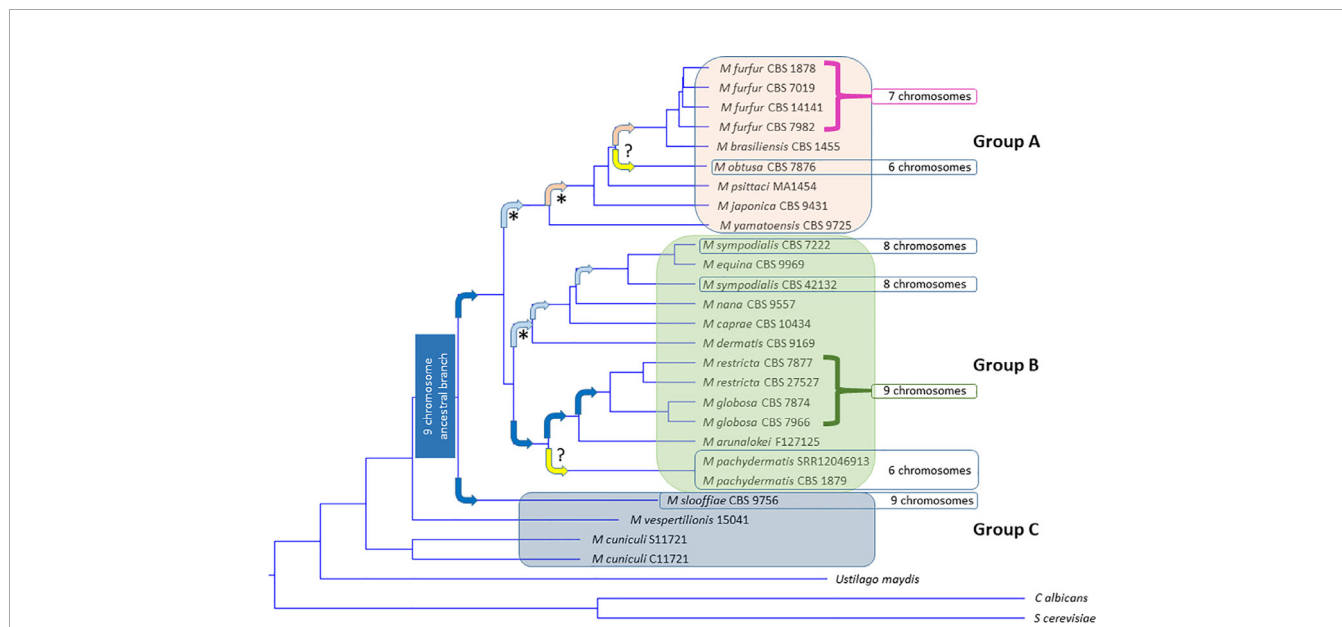 M furfur CBS 1878
M furfur CBS 7019
7 chromosomes
M furfur CBS 14141
M furfur CBS 7982
Group A
?
M brasiliensis CBS 1455
M obtusa CBS 7876
6 chromosomes
M psittaci MA1454
*
M japonica CBS 9431
*
M yamatoensis CBS 9725
M sympodialis CBS 7222
8 chromosomes
M equina CBS 9969
M sympodialis CBS 42132
8 chromosomes
M nana CBS 9557
M caprae CBS 10434
*
M dermatis CBS 9169
M restricta CBS 7877
Group B
M restricta CBS 27527
9 chromosomes
9 chromosome
ancestral branch
M globosa CBS 7874
M globosa CBS 7966
M arunalokei F127125
?
M pachydermatis SRR12046913
6 chromosomes
M pachydermatis CBS 1879
M slooffiae CBS 9756
9 chromosomes
M vespertilionis 15041
Group C
M cuniculi S11721
M cuniculi C11721
Ustilago maydis
C albicans
S cerevisiae